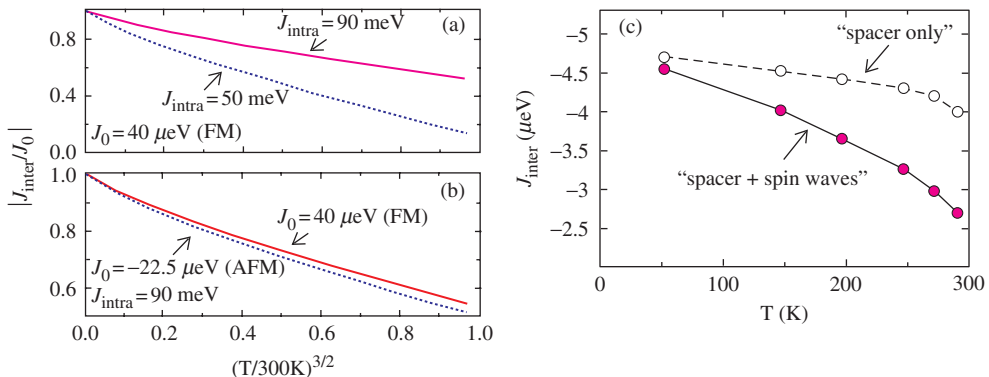 (a)
J_intra = 90 meV
J_intra = 50 meV
J_0 = 40 μeV (FM)
0.8
0.4
0.0
|J_inter/J_0|
(b)
J_0 = 40 μeV (FM)
J_0 = −22.5 μeV (AFM)
J_intra = 90 meV
1.0
0.8
0.6
0.0 0.2 0.4 0.6 0.8 1.0
(T/300K)^3/2
(c)
“spacer only”
“spacer + spin waves”
J_inter (μeV)
−5
−4.5
−4
−3.5
−3
−2.5
0 100 200 300
T (K)